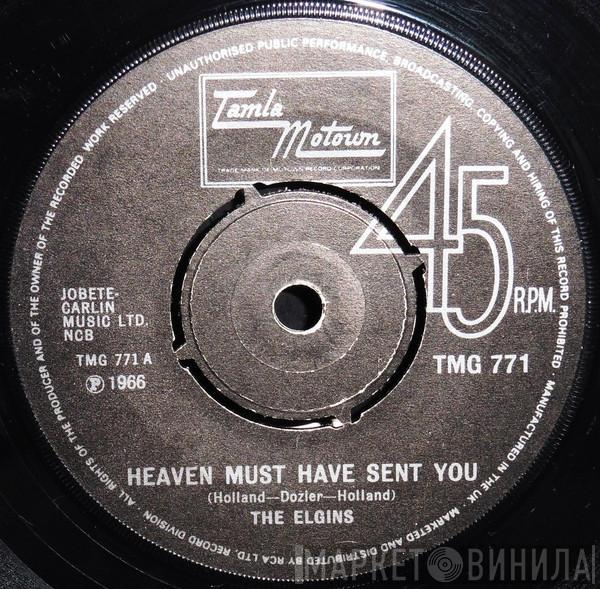 ALL RIGHTS OF THE PRODUCER AND OF THE OWNER OF THE RECORDED WORK RESERVED · UNAUTHORISED PUBLIC PERFORMANCE, BROADCASTING, COPYING AND HIRING OF THIS RECORD PROHIBITED · MANUFACTURED IN THE UK · MARKETED AND DISTRIBUTED BY RCA LTD. RECORD DIVISION ·
Tamla
Motown
TRADE MARK OF MOTOWN RECORD CORPORATION
45
R.P.M.
JOBETE-
CARLIN
MUSIC LTD.
NCB
TMG 771 A
Ⓟ 1966
TMG 771
HEAVEN MUST HAVE SENT YOU
(Holland—Dozler—Holland)
THE ELGINS
МАРКЕТ ВИНИЛА